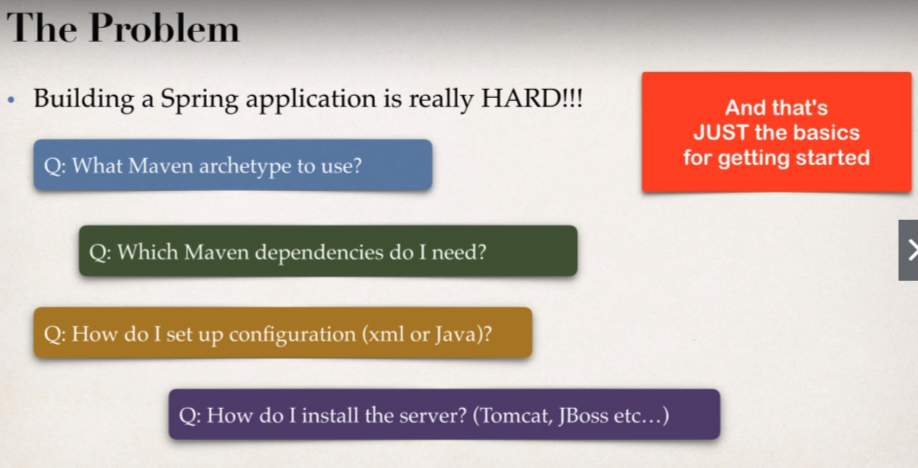 The Problem
• Building a Spring application is really HARD!!!
And that's
JUST the basics
for getting started
Q: What Maven archetype to use?
Q: Which Maven dependencies do I need?
Q: How do I set up configuration (xml or Java)?
Q: How do I install the server? (Tomcat, JBoss etc…)